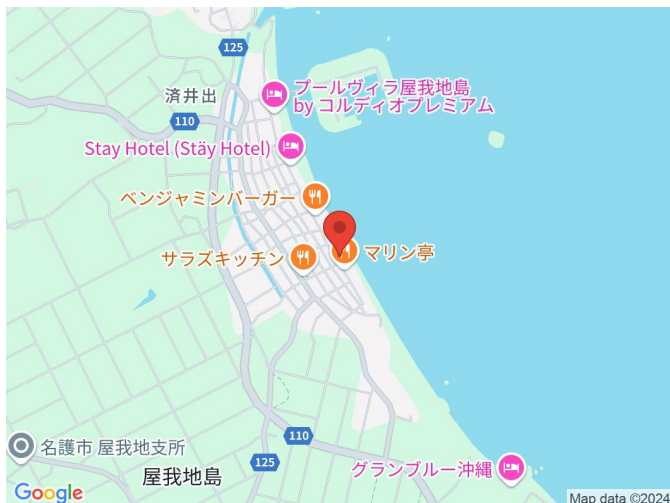 125
済井出
プールヴィラ屋我地島
by コルディオプレミアム
110
Stay Hotel (Stäy Hotel)
ベンジャミンバーガー
サラズキッチン
マリン亭
110
名護市 屋我地支所
125
屋我地島
グランブルー沖縄
Google
Map data ©2024